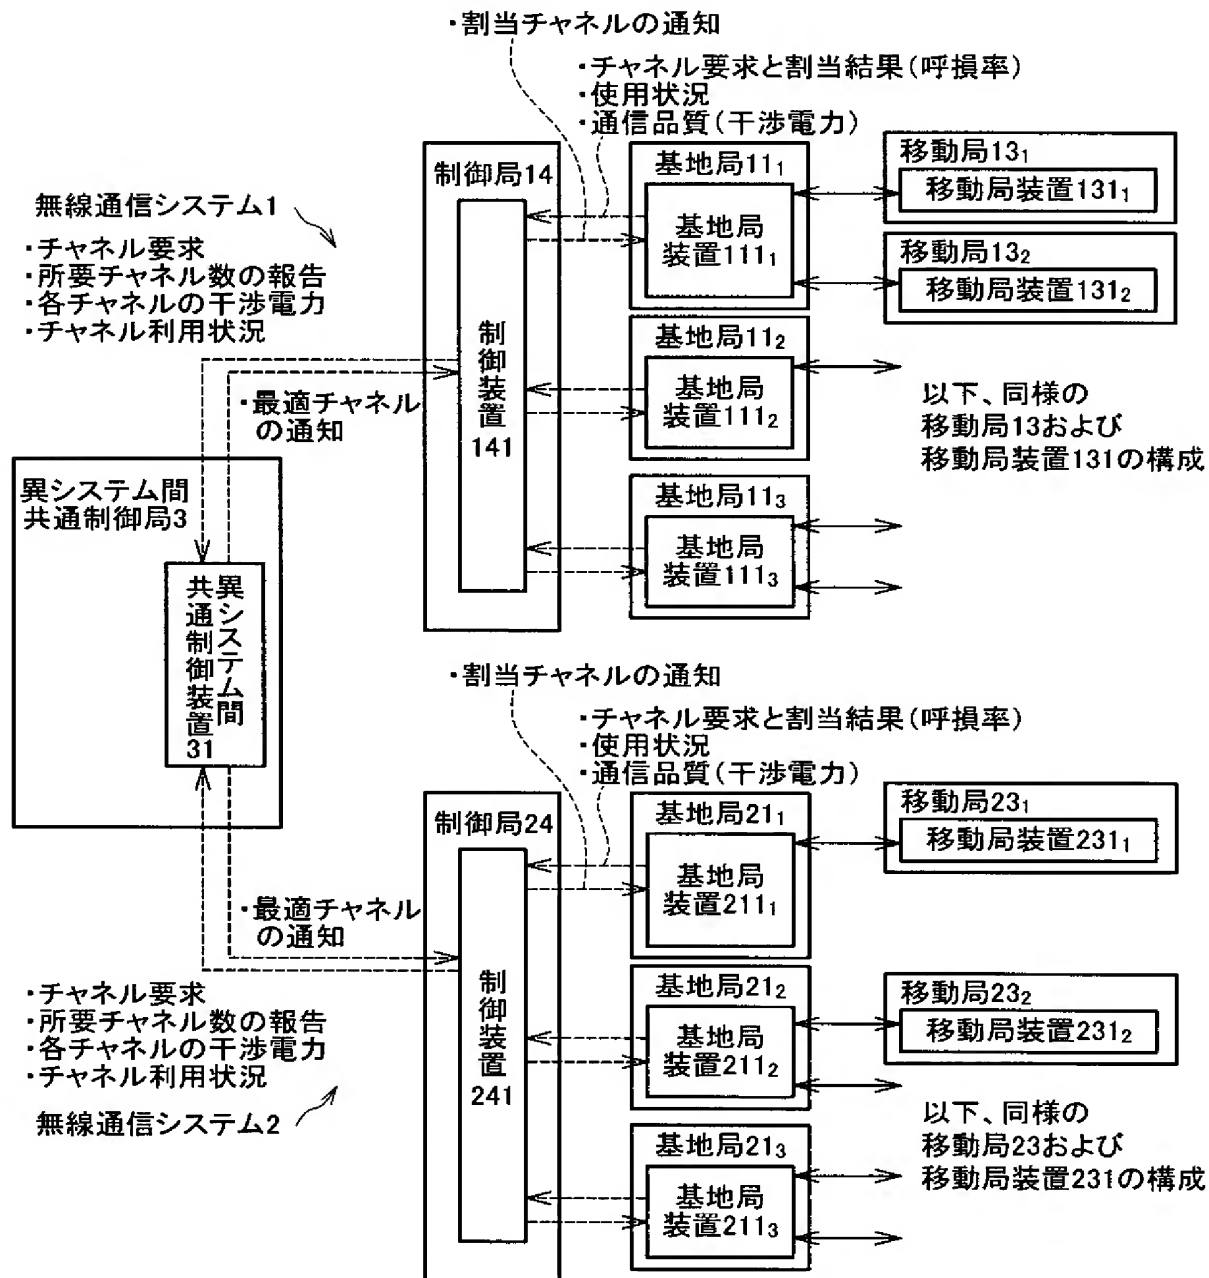 ・割当チャネルの通知
・チャネル要求と割当結果(呼損率)
・使用状況
・通信品質(干渉電力)
無線通信システム1
・チャネル要求
・所要チャネル数の報告
・各チャネルの干渉電力
・チャネル利用状況
・最適チャネル
の通知
制御局14
制御装置
141
基地局11₁
基地局
装置111₁
移動局13₁
移動局装置131₁
移動局13₂
移動局装置131₂
基地局11₂
基地局
装置111₂
以下、同様の
移動局13および
移動局装置131の構成
基地局11₃
基地局
装置111₃
異システム間
共通制御局3
異システム間
共通制御装置
31
・割当チャネルの通知
・チャネル要求と割当結果(呼損率)
・使用状況
・通信品質(干渉電力)
制御局24
制御装置
241
基地局21₁
基地局
装置211₁
移動局23₁
移動局装置231₁
・最適チャネル
の通知
・チャネル要求
・所要チャネル数の報告
・各チャネルの干渉電力
・チャネル利用状況
無線通信システム2
基地局21₂
基地局
装置211₂
移動局23₂
移動局装置231₂
以下、同様の
移動局23および
移動局装置231の構成
基地局21₃
基地局
装置211₃